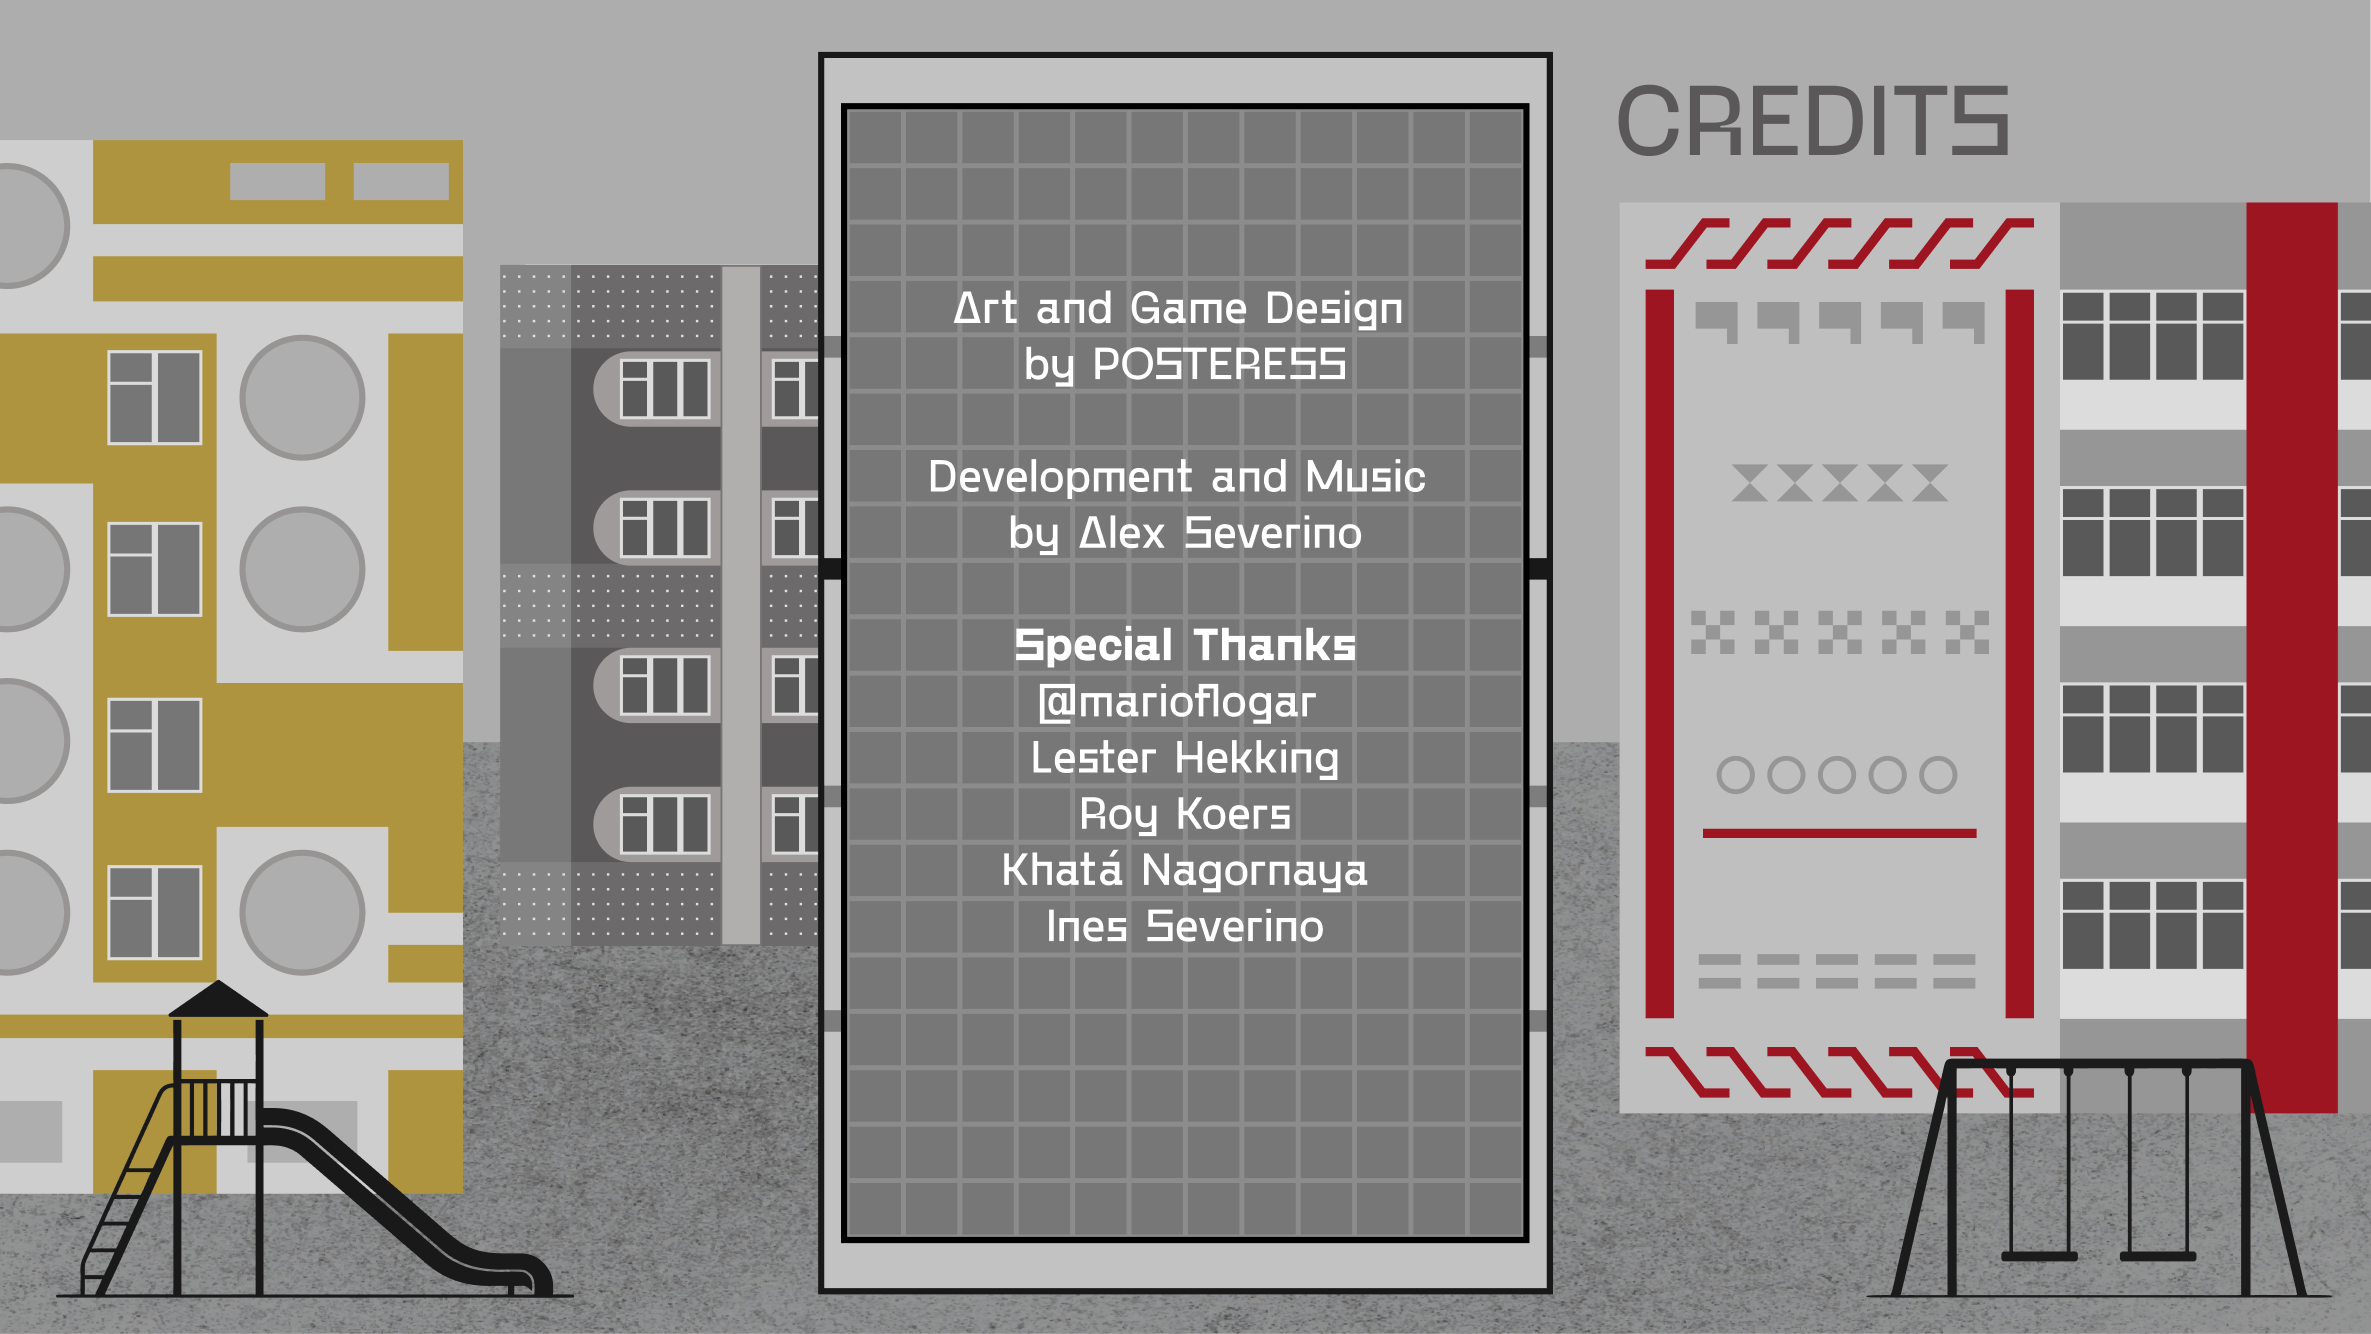 CREDITS
Art and Game Design
by POSTERESS
Development and Music
by Alex Severino
Special Thanks
@marioflogar
Lester Hekking
Roy Koers
Khatá Nagornaya
Ines Severino